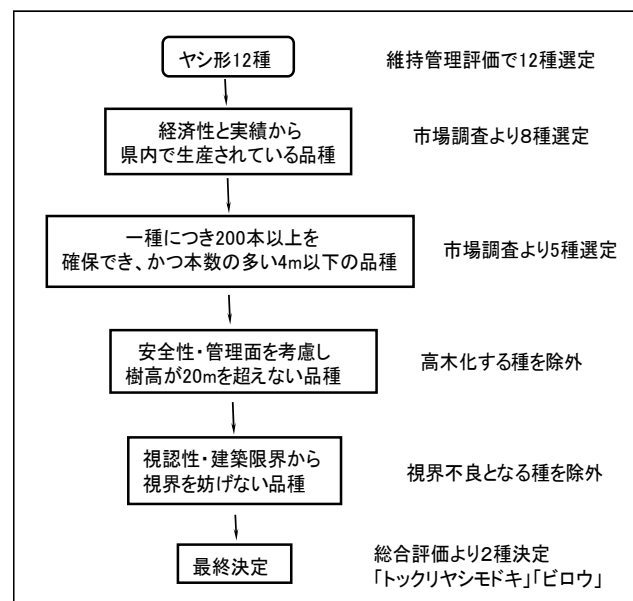 ヤシ形12種
維持管理評価で12種選定
経済性と実績から
県内で生産されている品種
市場調査より8種選定
一種につき200本以上を
確保でき、かつ本数の多い4m以下の品種
市場調査より5種選定
安全性・管理面を考慮し
樹高が20mを超えない品種
高木化する種を除外
視認性・建築限界から
視界を妨げない品種
視界不良となる種を除外
最終決定
総合評価より2種決定
「トックリヤシモドキ」「ビロウ」